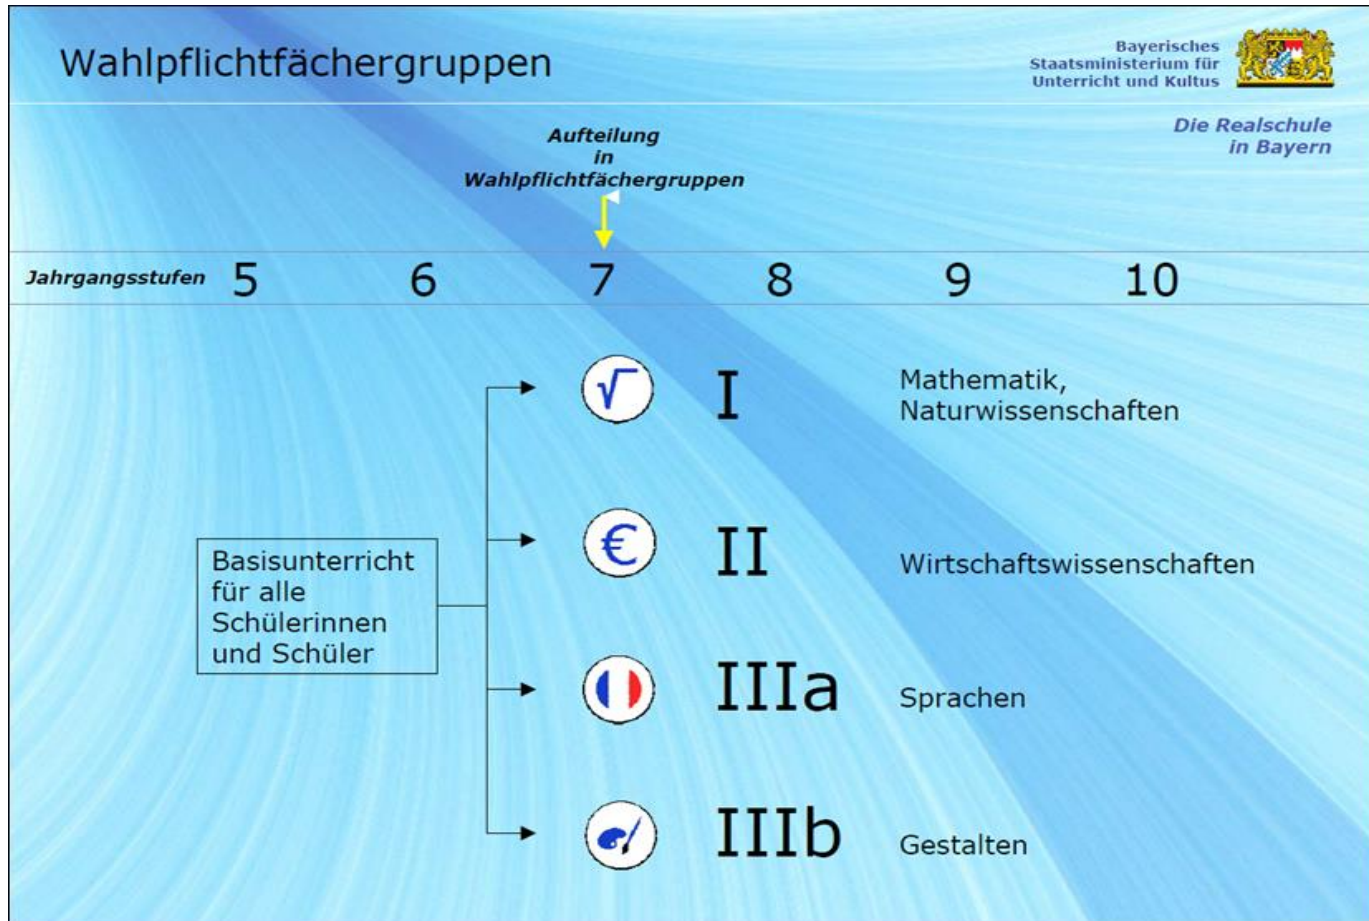 Wahlpflichtfächergruppen
Bayerisches
Staatsministerium für
Unterricht und Kultus
Die Realschule
in Bayern
Aufteilung
in
Wahlpflichtfächergruppen
Jahrgangsstufen 5 6 7 8 9 10
√ I Mathematik,
Naturwissenschaften
€ II Wirtschaftswissenschaften
Basisunterricht
für alle
Schülerinnen
und Schüler
IIIa Sprachen
IIIb Gestalten